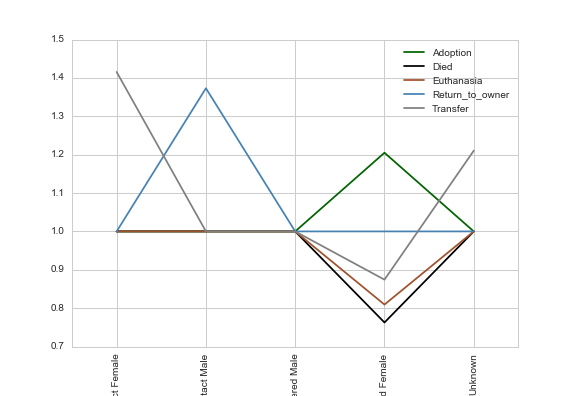 1.5
1.4
1.3
1.2
1.1
1.0
0.9
0.8
0.7
Adoption
Died
Euthanasia
Return_to_owner
Transfer
ct Female
tact Male
ered Male
d Female
Unknown